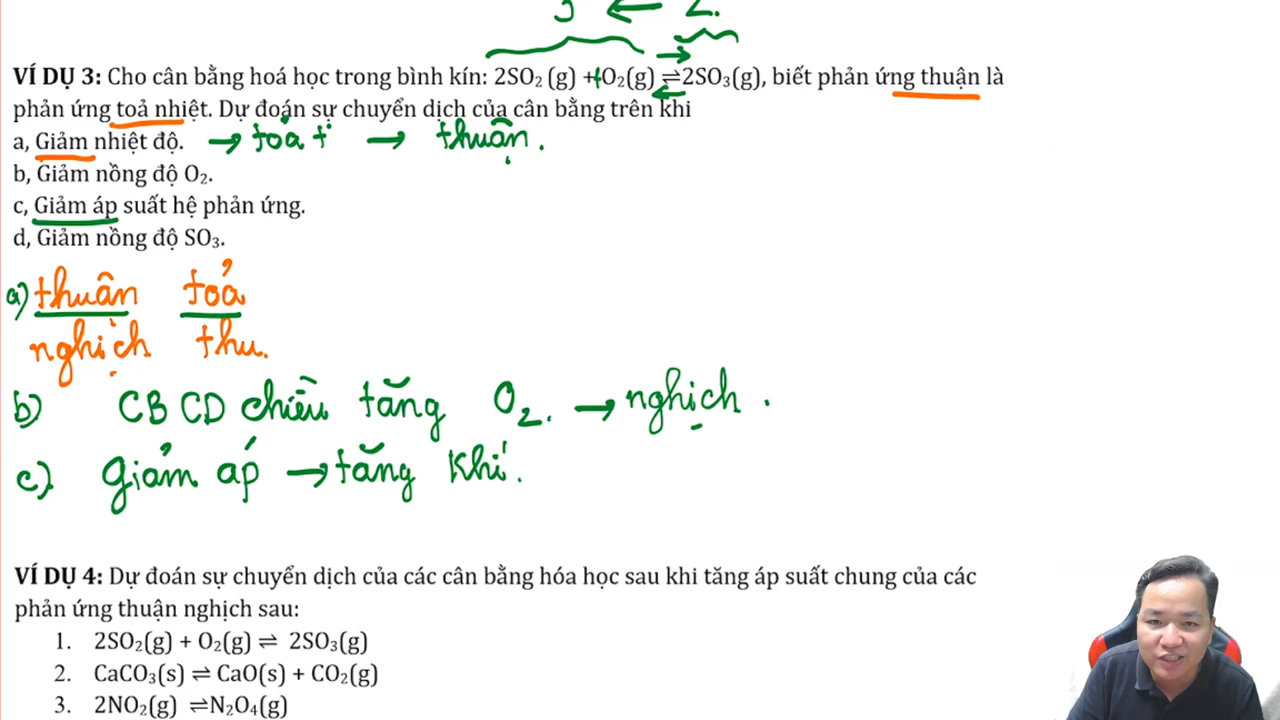 3 ← 2.
VÍ DỤ 3: Cho cân bằng hoá học trong bình kín: 2SO₂ (g) + O₂(g) ⇌ 2SO₃(g), biết phản ứng thuận là
phản ứng toả nhiệt. Dự đoán sự chuyển dịch của cân bằng trên khi
a, Giảm nhiệt độ. → tỏa t° → thuận.
b, Giảm nồng độ O₂.
c, Giảm áp suất hệ phản ứng.
d, Giảm nồng độ SO₃.
a) thuận tỏa
nghịch thu.
b) CBCD chiều tăng O₂. → nghịch.
c). giảm áp → tăng khí.
VÍ DỤ 4: Dự đoán sự chuyển dịch của các cân bằng hóa học sau khi tăng áp suất chung của các
phản ứng thuận nghịch sau:
1. 2SO₂(g) + O₂(g) ⇌ 2SO₃(g)
2. CaCO₃(s) ⇌ CaO(s) + CO₂(g)
3. 2NO₂(g) ⇌N₂O₄(g)